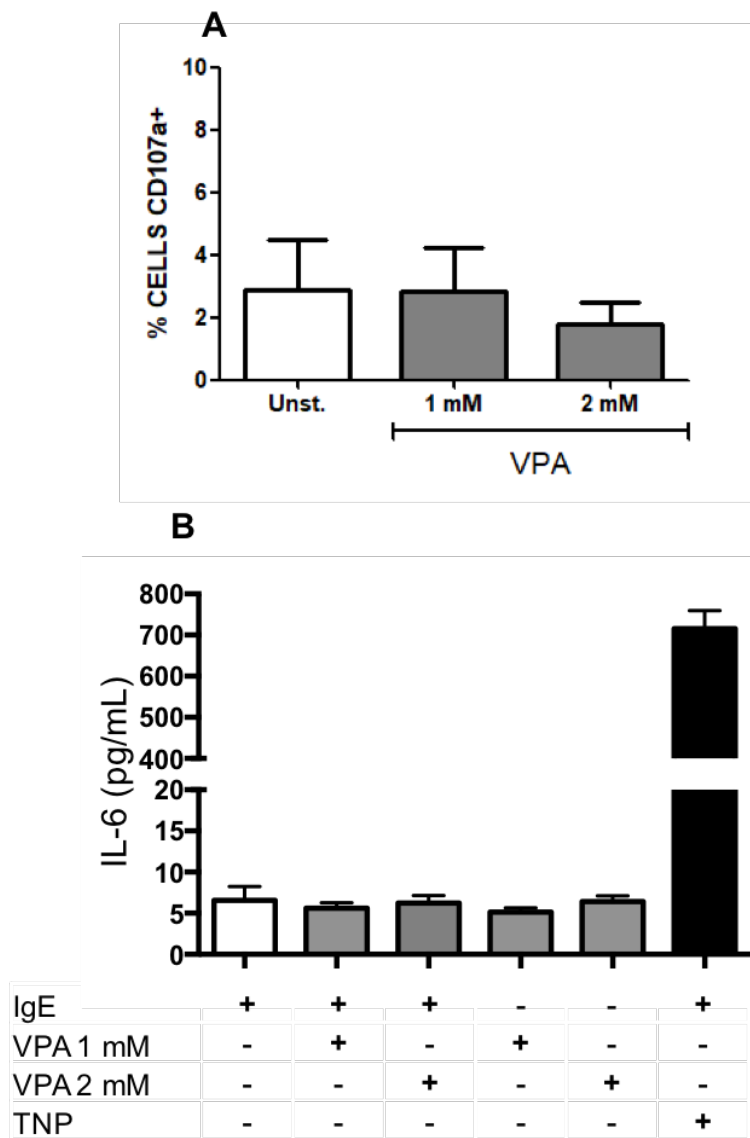 A
10
8
6
4
2
0
% CELLS CD107a+
Unst.
1 mM
2 mM
VPA
B
800
700
600
500
400
20
15
10
5
0
IL-6 (pg/mL)
IgE + + + - - +
VPA 1 mM - + - + - -
VPA 2 mM - - + - + -
TNP - - - - - +